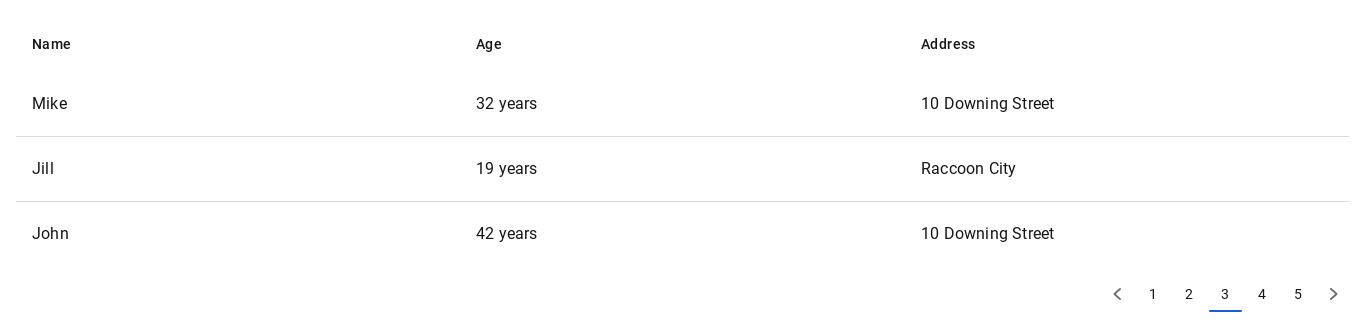 Name Age Address
Mike 32 years 10 Downing Street
Jill 19 years Raccoon City
John 42 years 10 Downing Street
1 2 3 4 5